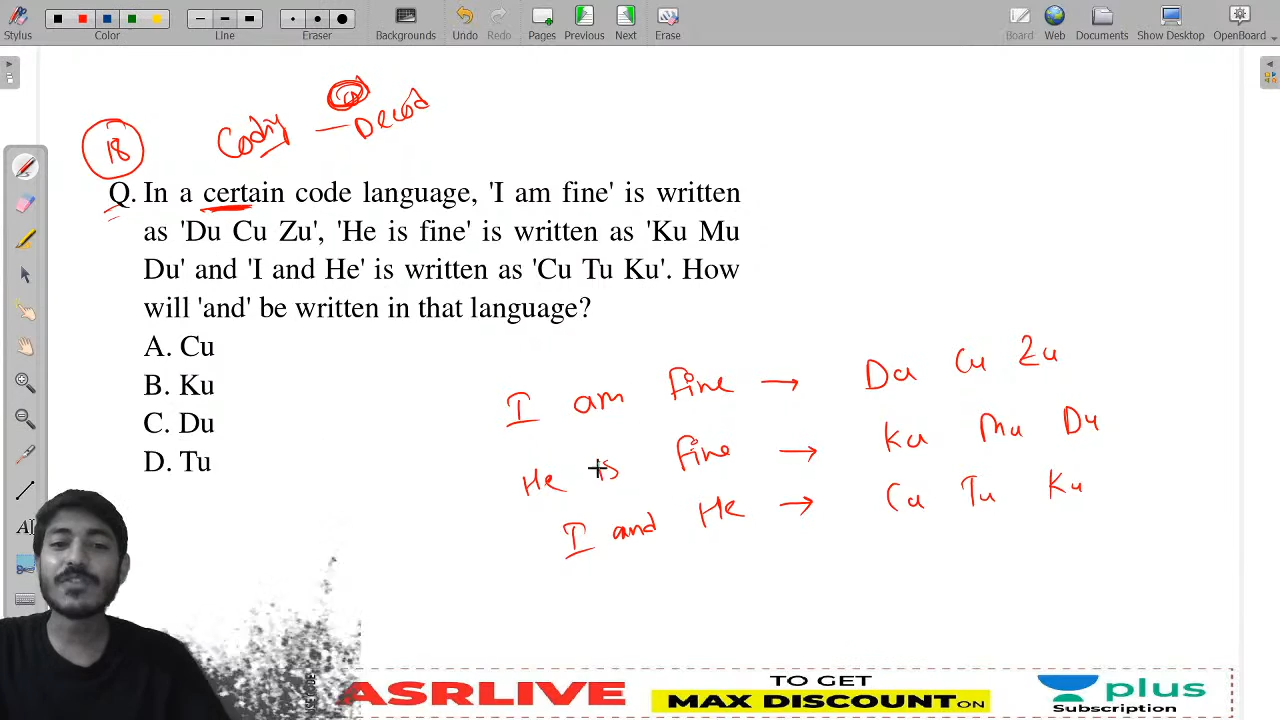 Stylus
Color
Line
Eraser
Backgrounds
Undo
Redo
Pages
Previous
Next
Erase
Board
Web
Documents
Show Desktop
OpenBoard
18
Q. In a certain code language, 'I am fine' is written
as 'Du Cu Zu', 'He is fine' is written as 'Ku Mu
Du' and 'I and He' is written as 'Cu Tu Ku'. How
will 'and' be written in that language?
A. Cu
B. Ku
C. Du
D. Tu
I am fine → Du Cu Zu
He is fine → Ku Mu Du
I and He → Cu Tu Ku
ASRLIVE
TO GET
MAX DISCOUNT ON
plus
Subscription